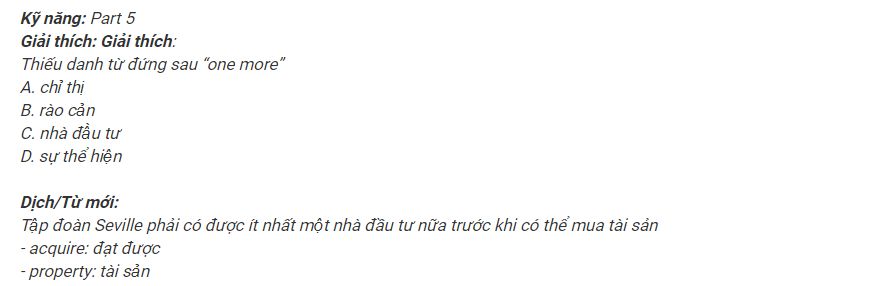 Kỹ năng: Part 5
Giải thích: Giải thích:
Thiếu danh từ đứng sau “one more”
A. chỉ thị
B. rào cản
C. nhà đầu tư
D. sự thể hiện
Dịch/Từ mới:
Tập đoàn Seville phải có được ít nhất một nhà đầu tư nữa trước khi có thể mua tài sản
- acquire: đạt được
- property: tài sản